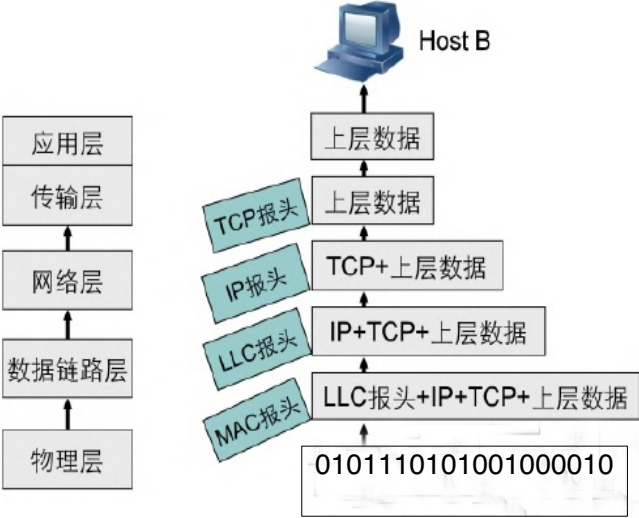 Host B
应用层
传输层
网络层
数据链路层
物理层
上层数据
TCP报头
上层数据
IP报头
TCP+上层数据
LLC报头
IP+TCP+上层数据
MAC报头
LLC报头+IP+TCP+上层数据
0101110101001000010